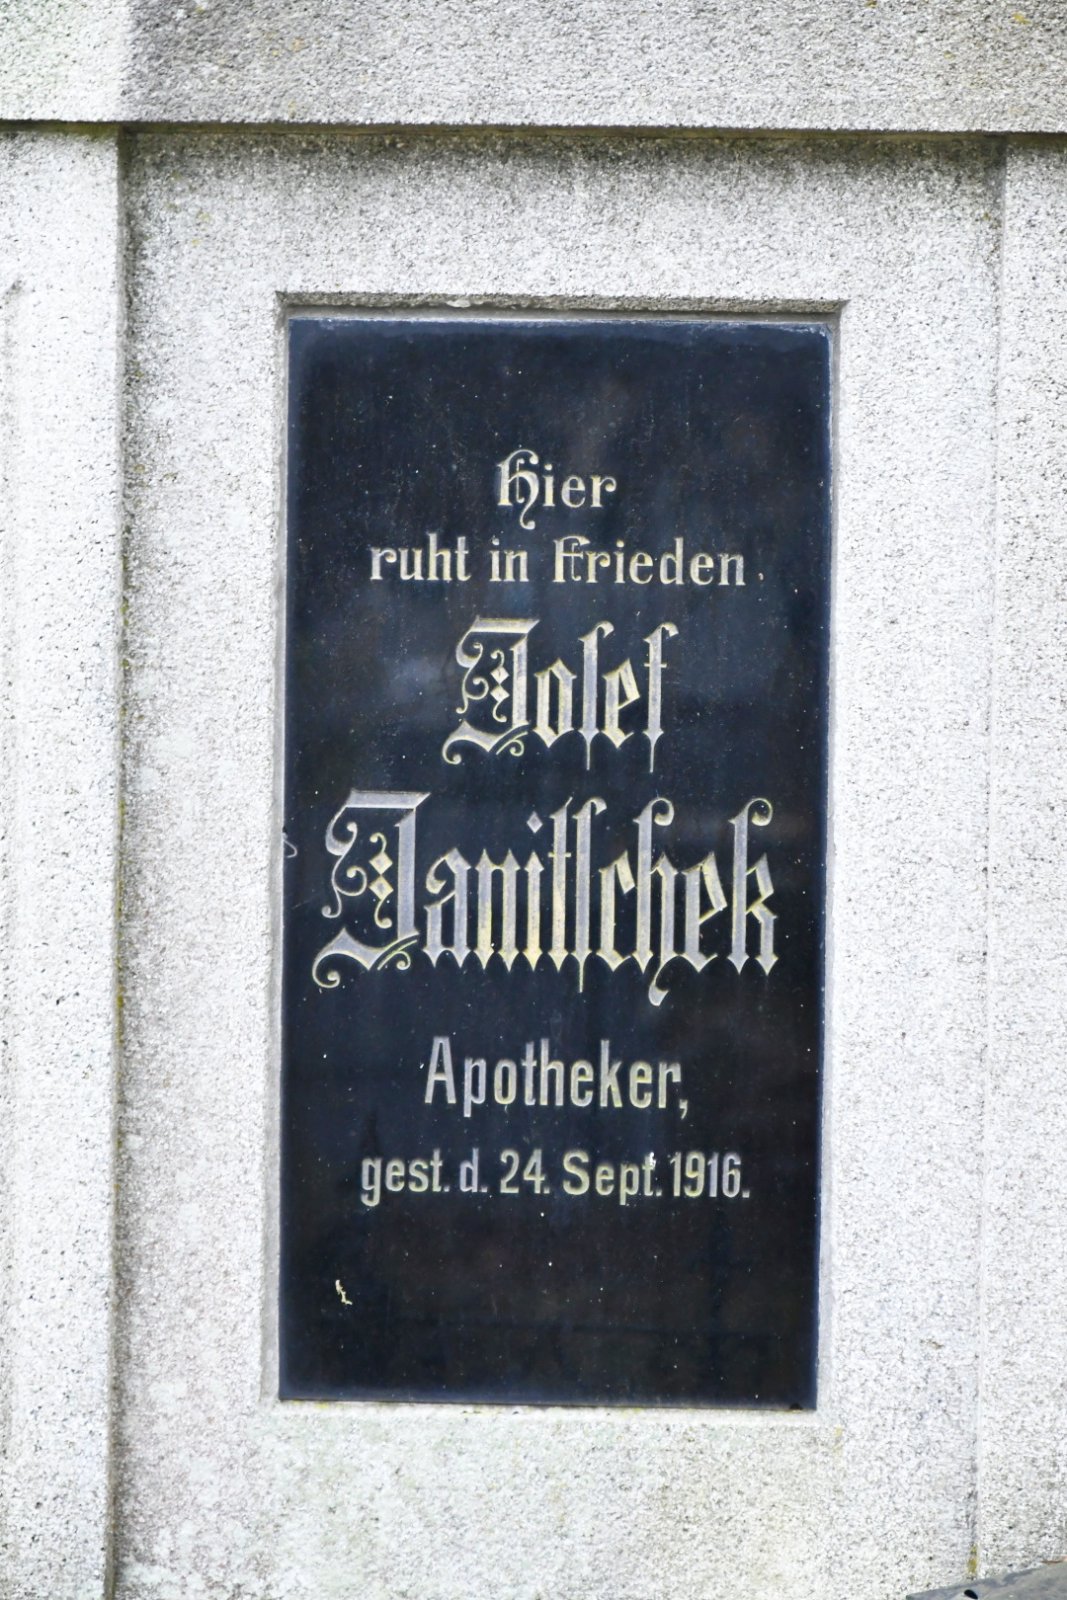 Hier
ruht in Frieden
Josef
Janitschek
Apotheker,
gest. d. 24. Sept. 1916.